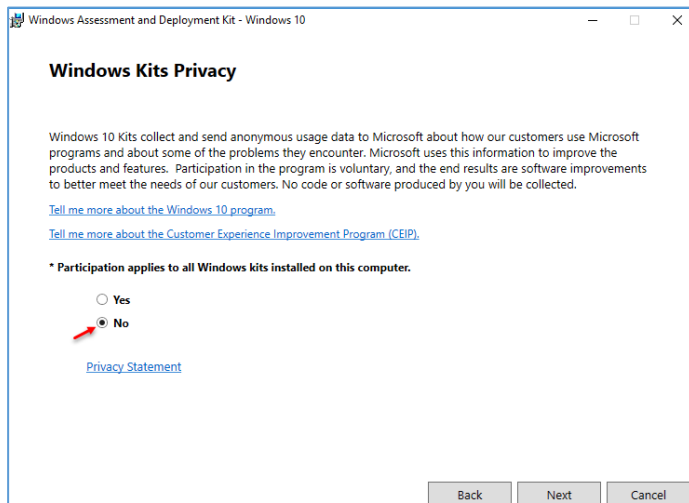 Windows Assessment and Deployment Kit - Windows 10
Windows Kits Privacy
Windows 10 Kits collect and send anonymous usage data to Microsoft about how our customers use Microsoft
programs and about some of the problems they encounter. Microsoft uses this information to improve the
products and features. Participation in the program is voluntary, and the end results are software improvements
to better meet the needs of our customers. No code or software produced by you will be collected.
Tell me more about the Windows 10 program.
Tell me more about the Customer Experience Improvement Program (CEIP).
* Participation applies to all Windows kits installed on this computer.
Yes
No
Privacy Statement
Back Next Cancel